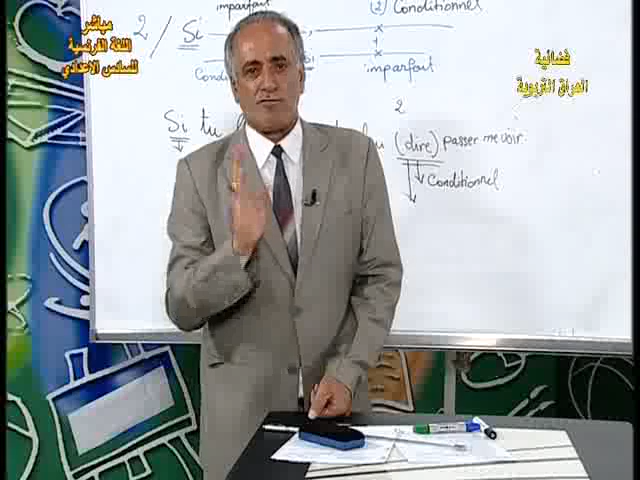 مباشر
اللغة الفرنسية
للسادس الاعدادي
فضائية
العراق التربوية
imparfait
② Conditionnel
2 / Si
imparfait
2
Si tu
(dire) passer me voir.
Conditionnel